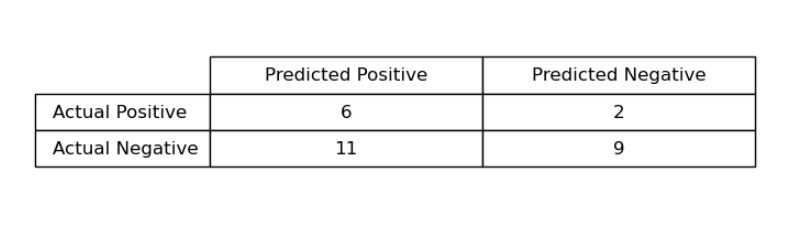 Predicted Positive Predicted Negative
Actual Positive 6 2
Actual Negative 11 9